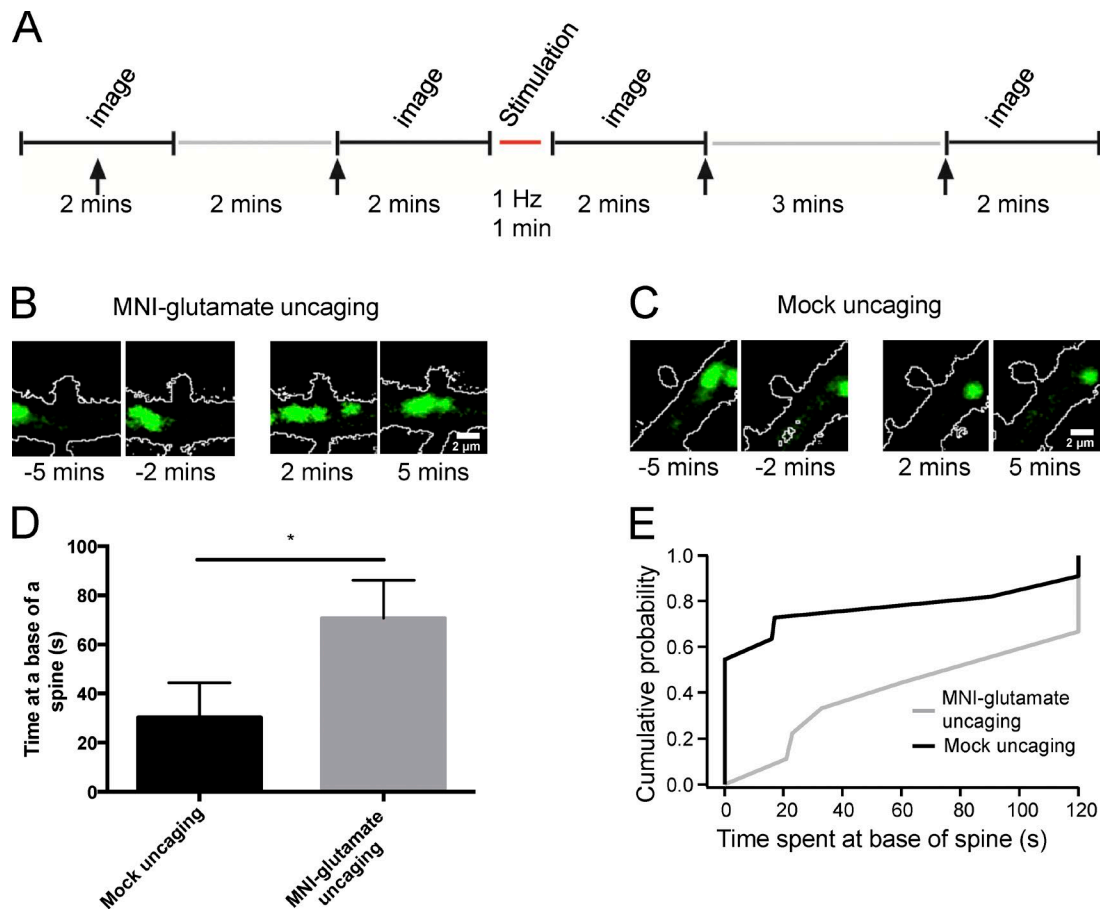 A
image
image
Stimulation
image
image
2 mins
2 mins
2 mins
1 Hz
1 min
2 mins
3 mins
2 mins
B
MNI-glutamate uncaging
-5 mins
-2 mins
2 mins
5 mins
2 µm
C
Mock uncaging
-5 mins
-2 mins
2 mins
5 mins
2 µm
D
Time at a base of a
spine (s)
100
80
60
40
20
0
*
Mock uncaging
MNI-glutamate
uncaging
E
Cumulative probability
1.0
0.8
0.6
0.4
0.2
0.0
MNI-glutamate
uncaging
Mock uncaging
0 20 40 60 80 100 120
Time spent at base of spine (s)